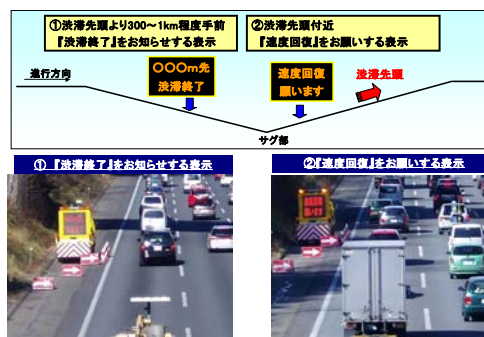 ①渋滞先頭より300～1km程度手前
『渋滞終了』をお知らせする表示
②渋滞先頭付近
『速度回復』をお願いする表示
進行方向
〇〇〇m先
渋滞終了
速度回復
願います
渋滞先頭
サグ部
① 『渋滞終了』をお知らせする表示
②『速度回復』をお願いする表示